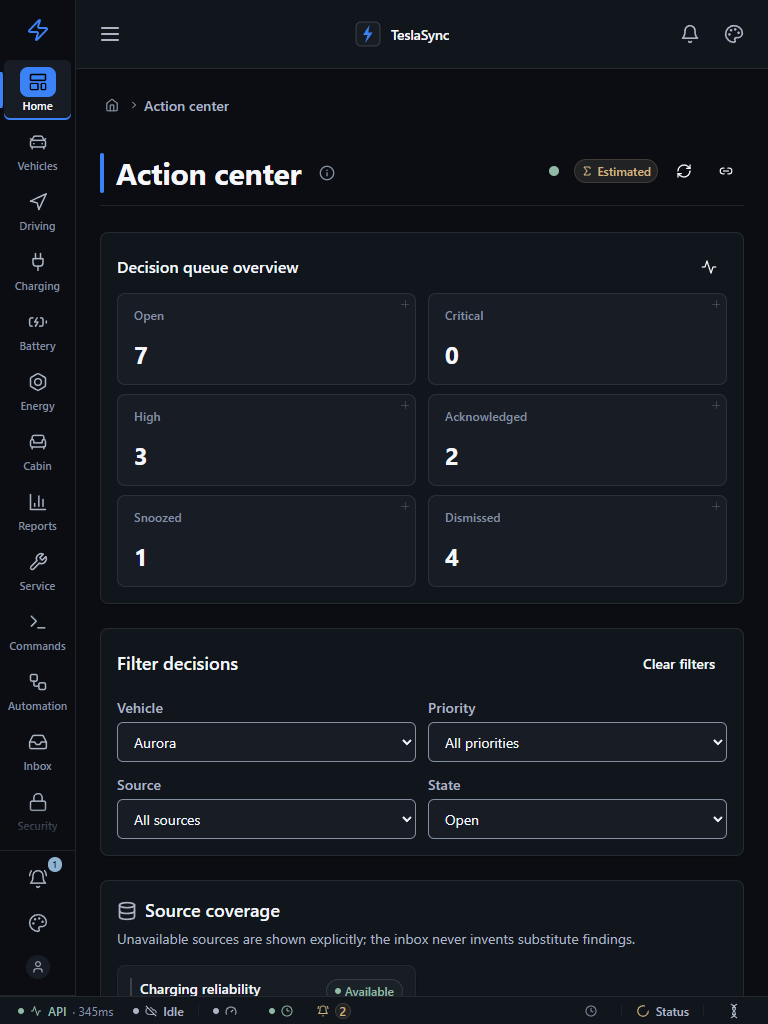 TeslaSync
Home
Vehicles
Driving
Charging
Battery
Energy
Cabin
Reports
Service
Commands
Automation
Inbox
Security
1
Action center
Action center
Σ Estimated
Decision queue overview
Open
7
Critical
0
High
3
Acknowledged
2
Snoozed
1
Dismissed
4
Filter decisions
Clear filters
Vehicle
Priority
Aurora
All priorities
Source
State
All sources
Open
Source coverage
Unavailable sources are shown explicitly; the inbox never invents substitute findings.
Charging reliability
Available
API · 345ms
Idle
2
Status